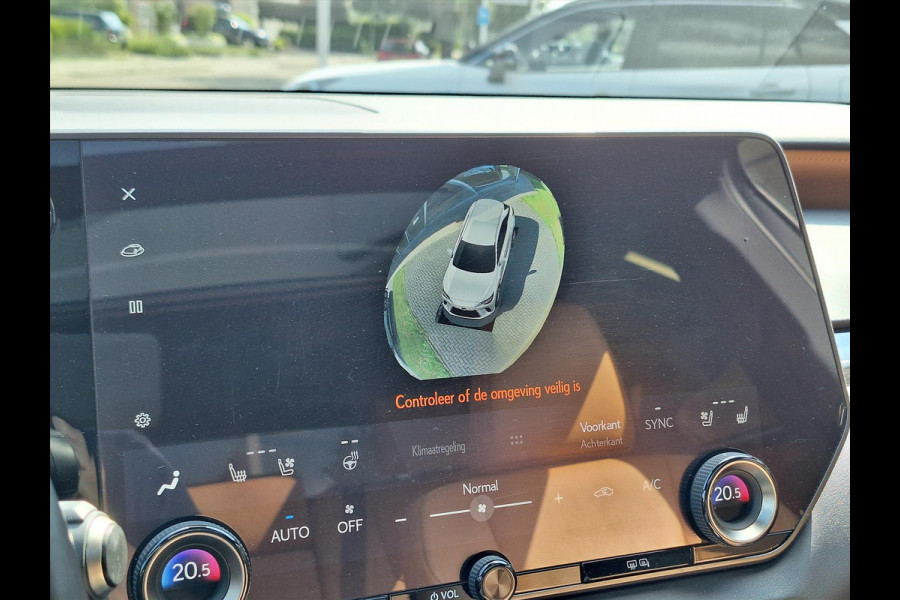 Controleer of de omgeving veilig is
Voorkant
SYNC
Klimaatregeling
Achterkant
Normal
A/C
20.5
AUTO
OFF
20.5
VOL